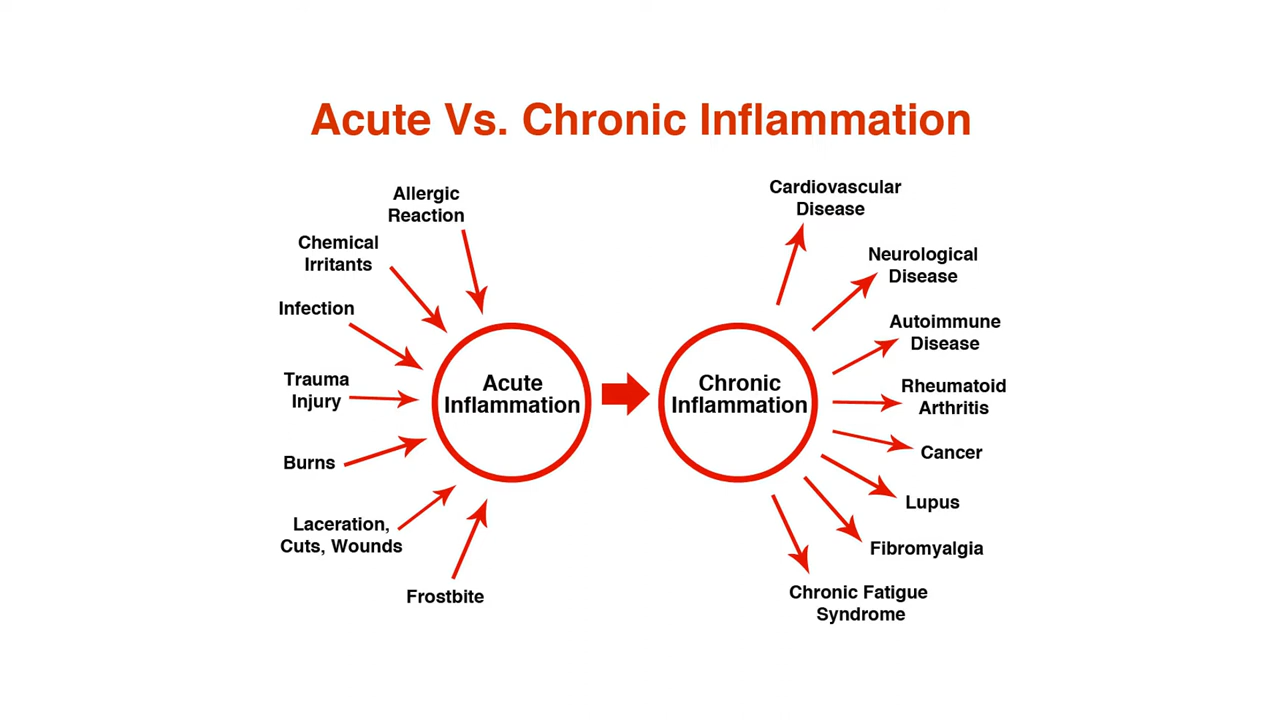 Acute Vs. Chronic Inflammation
Allergic
Reaction
Chemical
Irritants
Infection
Trauma
Injury
Burns
Laceration,
Cuts, Wounds
Frostbite
Acute
Inflammation
Chronic
Inflammation
Cardiovascular
Disease
Neurological
Disease
Autoimmune
Disease
Rheumatoid
Arthritis
Cancer
Lupus
Fibromyalgia
Chronic Fatigue
Syndrome